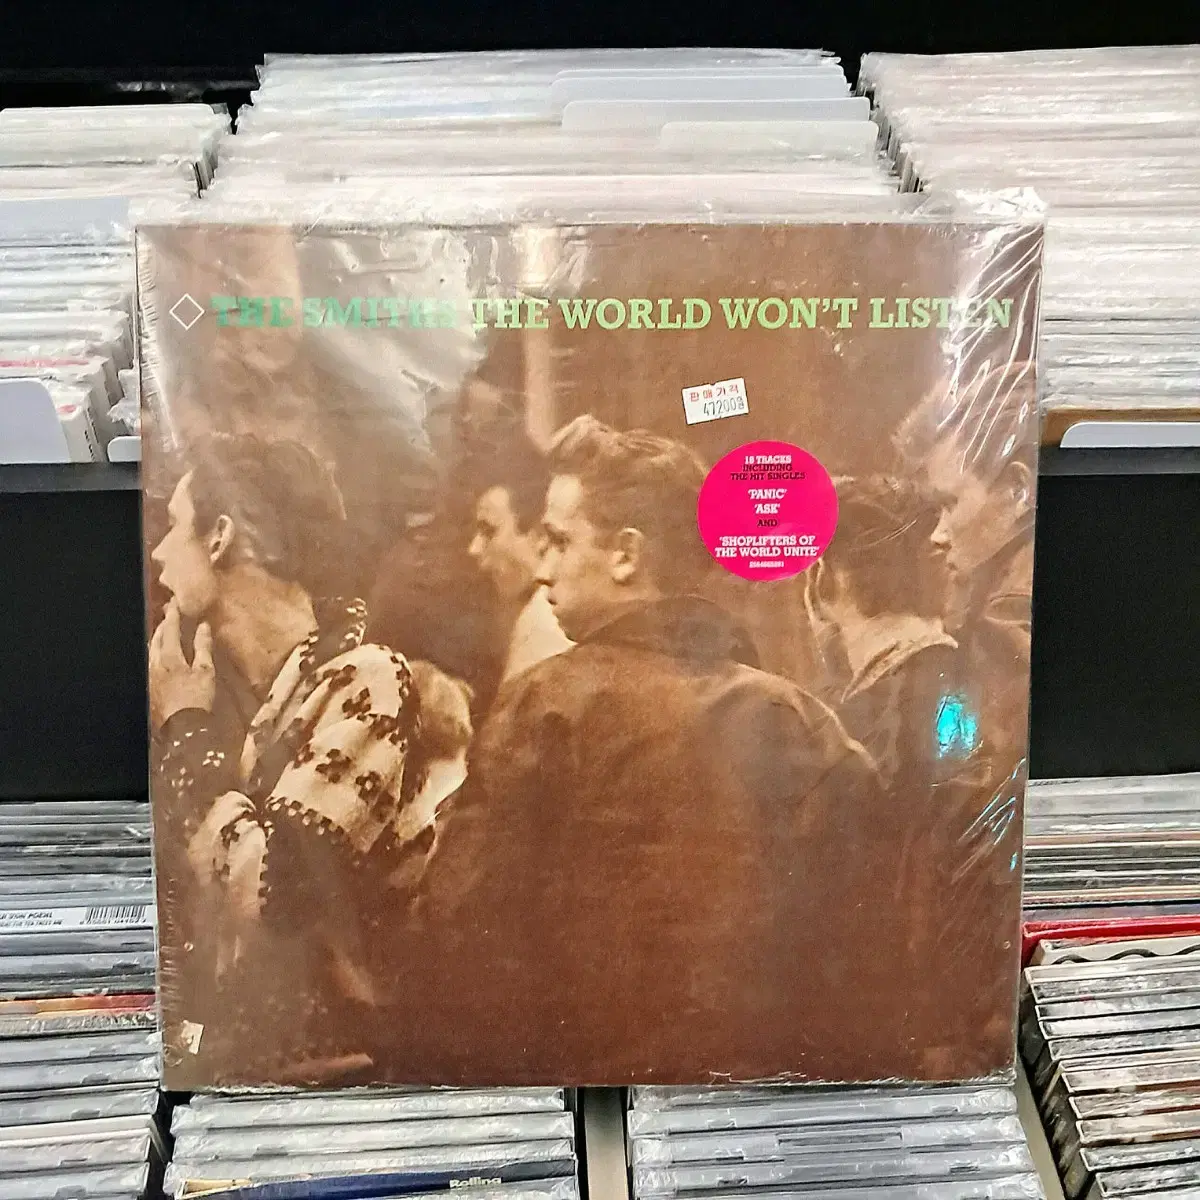 THE SMITHS THE WORLD WON'T LISTEN
판매가격
47200원
18 TRACKS
INCLUDING
THE HIT SINGLES
'PANIC'
'ASK'
AND
'SHOPLIFTERS OF
THE WORLD UNITE'
Rolling